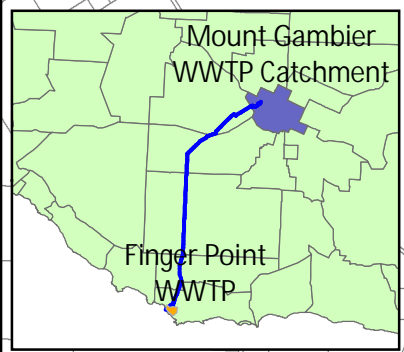 Mount Gambier
WWTP Catchment
Finger Point
WWTP